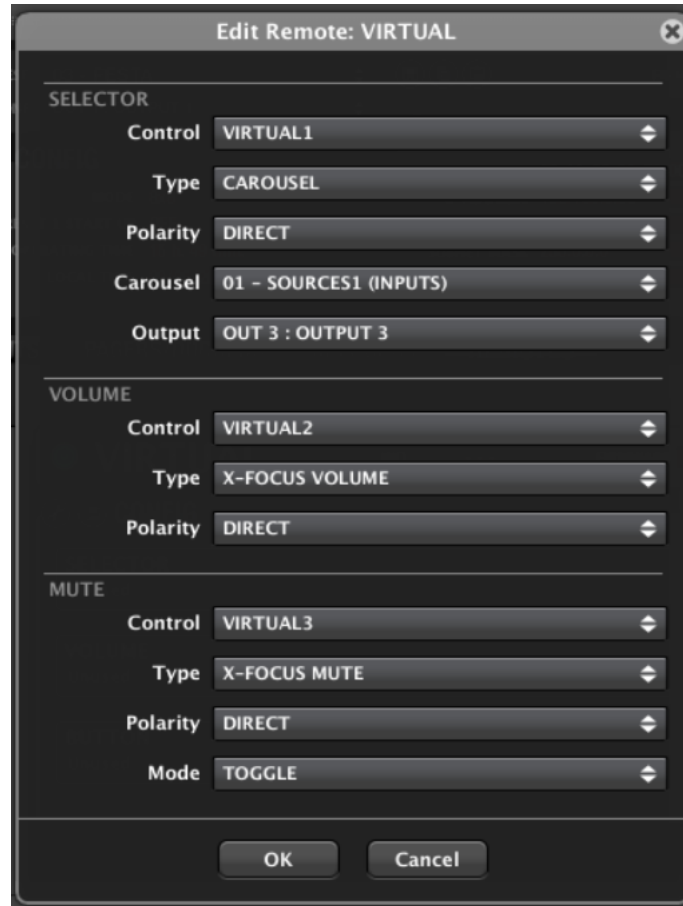 Edit Remote: VIRTUAL
SELECTOR
Control VIRTUAL1
Type CAROUSEL
Polarity DIRECT
Carousel 01 – SOURCES1 (INPUTS)
Output OUT 3 : OUTPUT 3
VOLUME
Control VIRTUAL2
Type X-FOCUS VOLUME
Polarity DIRECT
MUTE
Control VIRTUAL3
Type X-FOCUS MUTE
Polarity DIRECT
Mode TOGGLE
OK Cancel